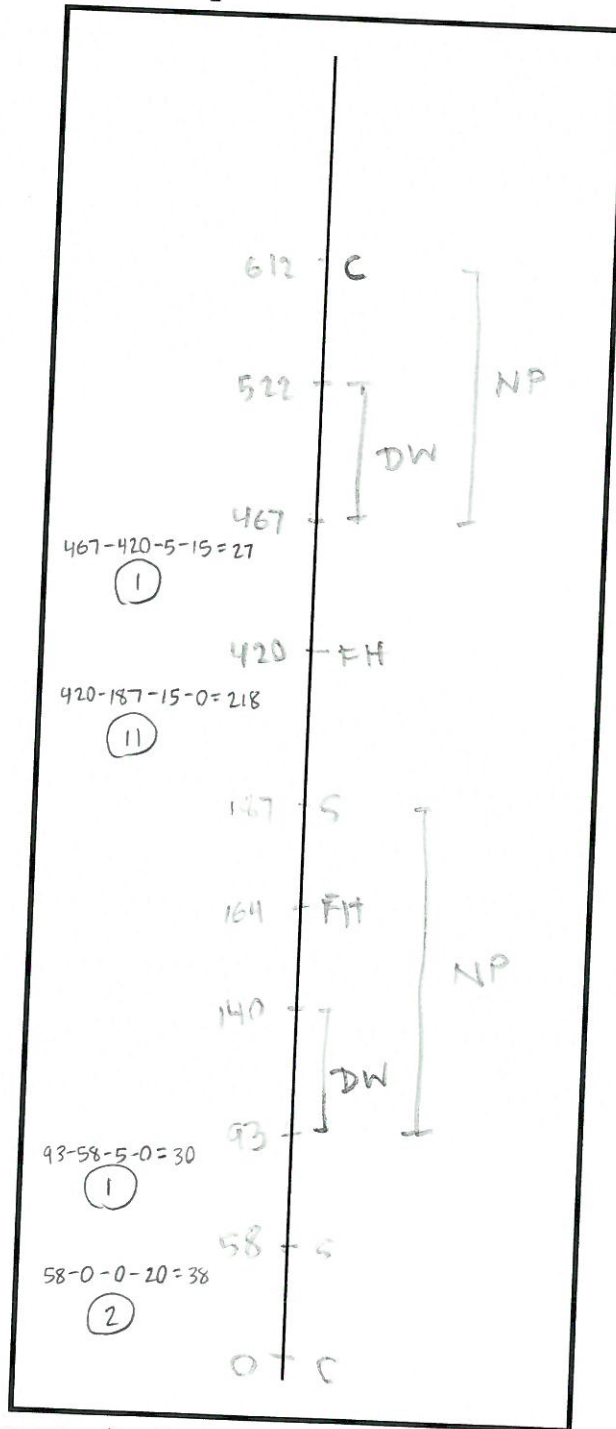 612 C
522
NP
DW
467
467-420-5-15=27
1
420 FH
420-187-15-0=218
11
187 S
164 FH
NP
140
DW
93
93-58-5-0=30
1
58 S
58-0-0-20=38
2
0 C